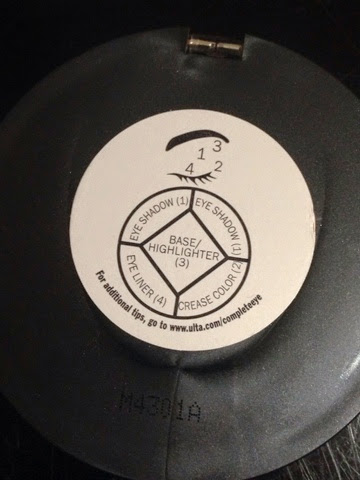 3
1
4 2
EYE SHADOW (1)
EYE SHADOW (1)
BASE/
HIGHLIGHTER
(3)
EYE LINER (4)
CREASE COLOR (2)
For additional tips, go to www.ulta.com/completeeye
M4301A